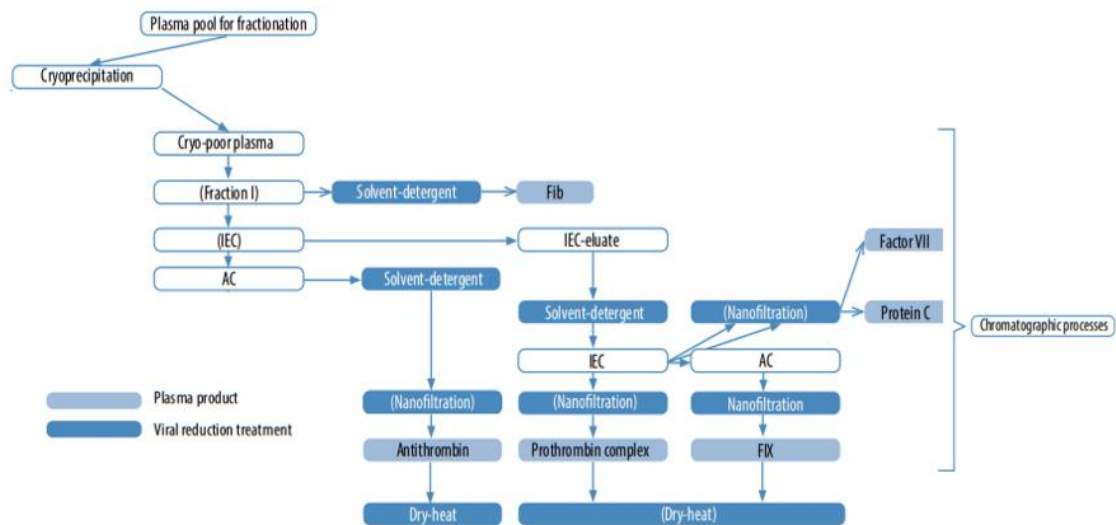 Plasma pool for fractionation
Cryoprecipitation
Cryo-poor plasma
(Fraction I)
Solvent-detergent
Fib
(IEC)
IEC-eluate
Factor VII
AC
Solvent-detergent
Solvent-detergent
(Nanofiltration)
Protein C
Chromatographic processes
IEC
AC
Plasma product
(Nanofiltration)
(Nanofiltration)
Nanofiltration
Viral reduction treatment
Antithrombin
Prothrombin complex
FIX
Dry-heat
(Dry-heat)